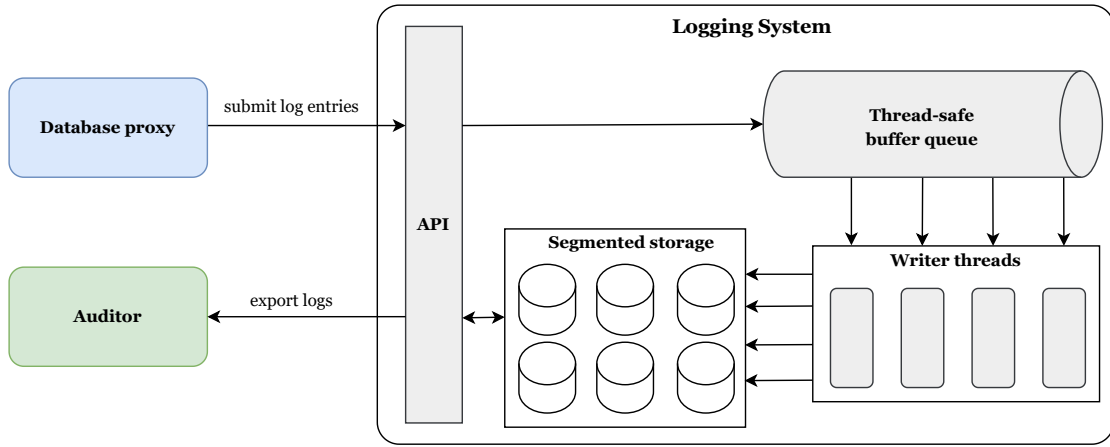 Logging System
Database proxy
submit log entries
Thread-safe
buffer queue
API
Segmented storage
Writer threads
Auditor
export logs